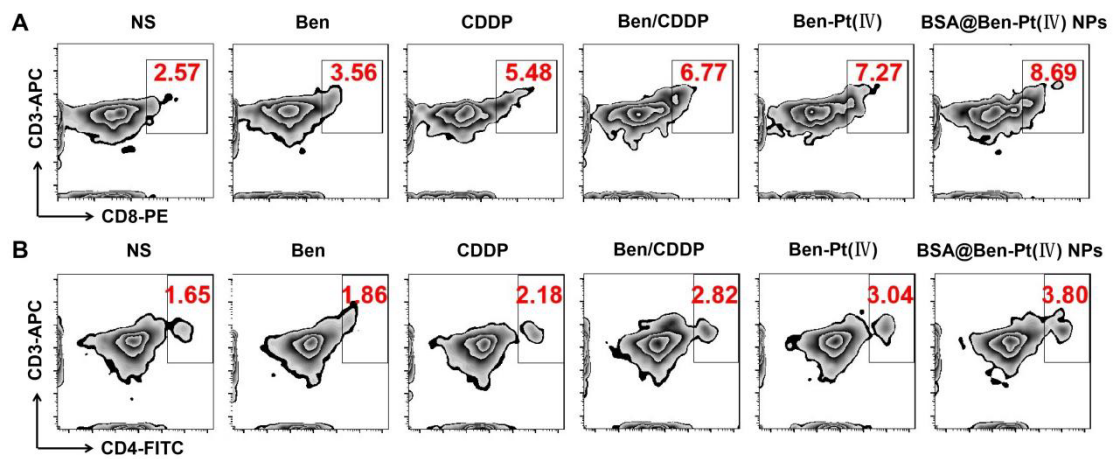 A
NS Ben CDDP Ben/CDDP Ben-Pt(Ⅳ) BSA@Ben-Pt(Ⅳ) NPs
2.57 3.56 5.48 6.77 7.27 8.69
CD3-APC
CD8-PE
B
NS Ben CDDP Ben/CDDP Ben-Pt(Ⅳ) BSA@Ben-Pt(Ⅳ) NPs
1.65 1.86 2.18 2.82 3.04 3.80
CD3-APC
CD4-FITC